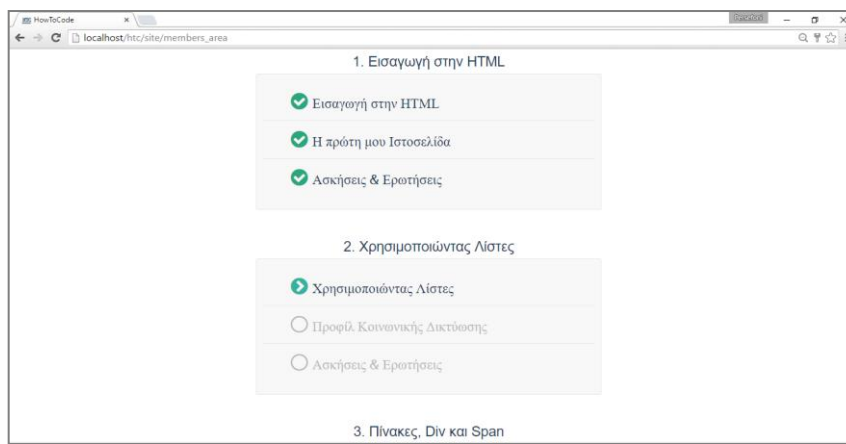 HowToCode
localhost/htc/site/members_area
1. Εισαγωγή στην HTML
Εισαγωγή στην HTML
Η πρώτη μου Ιστοσελίδα
Ασκήσεις & Ερωτήσεις
2. Χρησιμοποιώντας Λίστες
Χρησιμοποιώντας Λίστες
Προφίλ Κοινωνικής Δικτύωσης
Ασκήσεις & Ερωτήσεις
3. Πίνακες, Div και Span